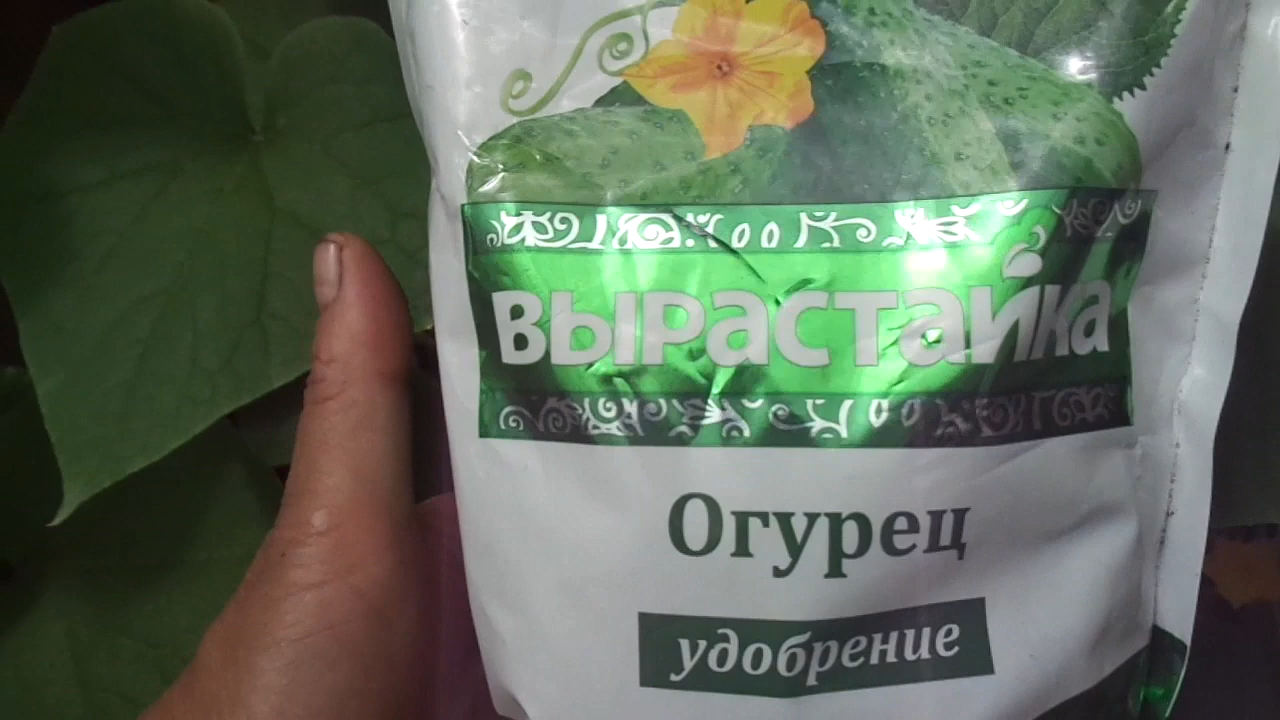 вырастайка
Огурец
удобрение